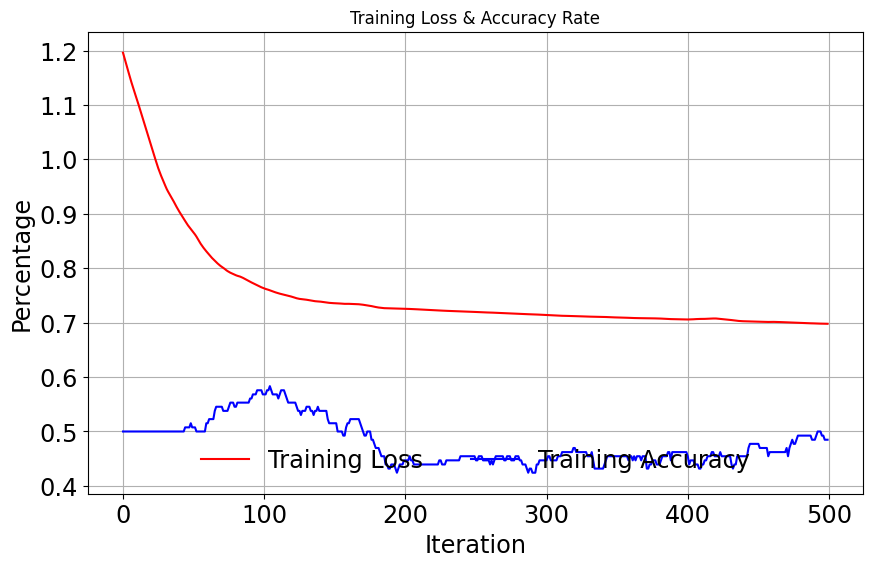 Training Loss & Accuracy Rate
1.2
1.1
1.0
0.9
0.8
0.7
0.6
0.5
0.4
Percentage
Training Loss
Training Accuracy
0 100 200 300 400 500
Iteration